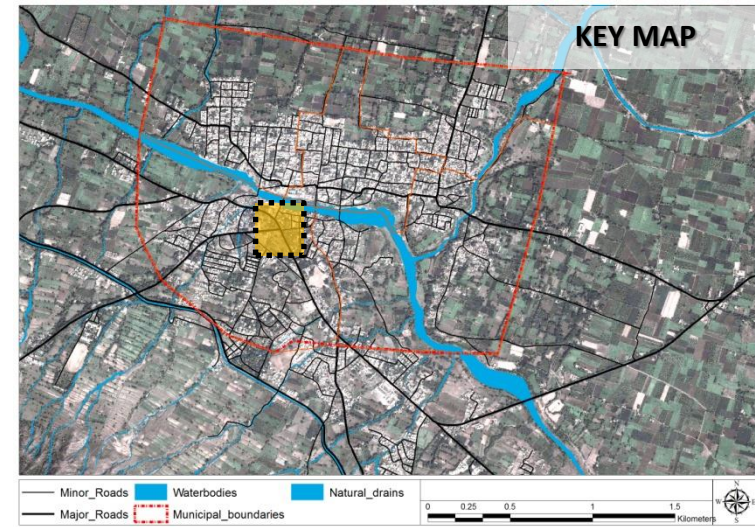 KEY MAP
Minor_Roads Waterbodies Natural_drains
Major_Roads Municipal_boundaries
0 0.25 0.5 1 1.5
Kilometers
N
W E
S